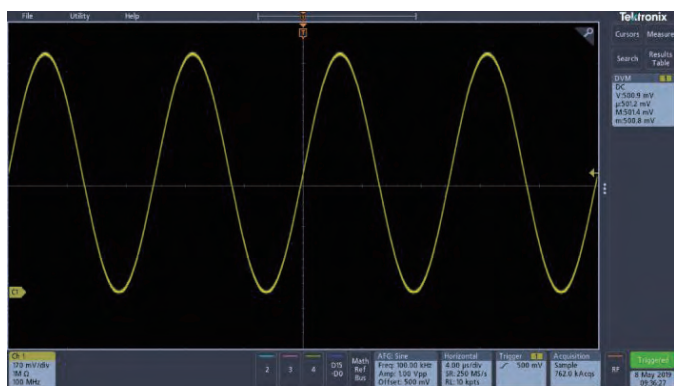 File Utility Help
Tektronix
Cursors Measure
Search Results Table
DVM 1
DC
V:500.9 mV
μ:501.2 mV
M:501.4 mV
m:500.8 mV
T
C1
Ch 1
170 mV/div
1M Ω
100 MHz
2 3 4 D15-D0
Math
Ref
Bus
AFG: Sine
Freq: 100.00 kHz
Amp: 1.00 Vpp
Offset: 500 mV
Horizontal
4.00 μs/div
SR: 250 MS/s
RL: 10 kpts
Trigger 1
500 mV
Acquisition
Sample
762.0 kAcqs
RF
Triggered
8 May 2019